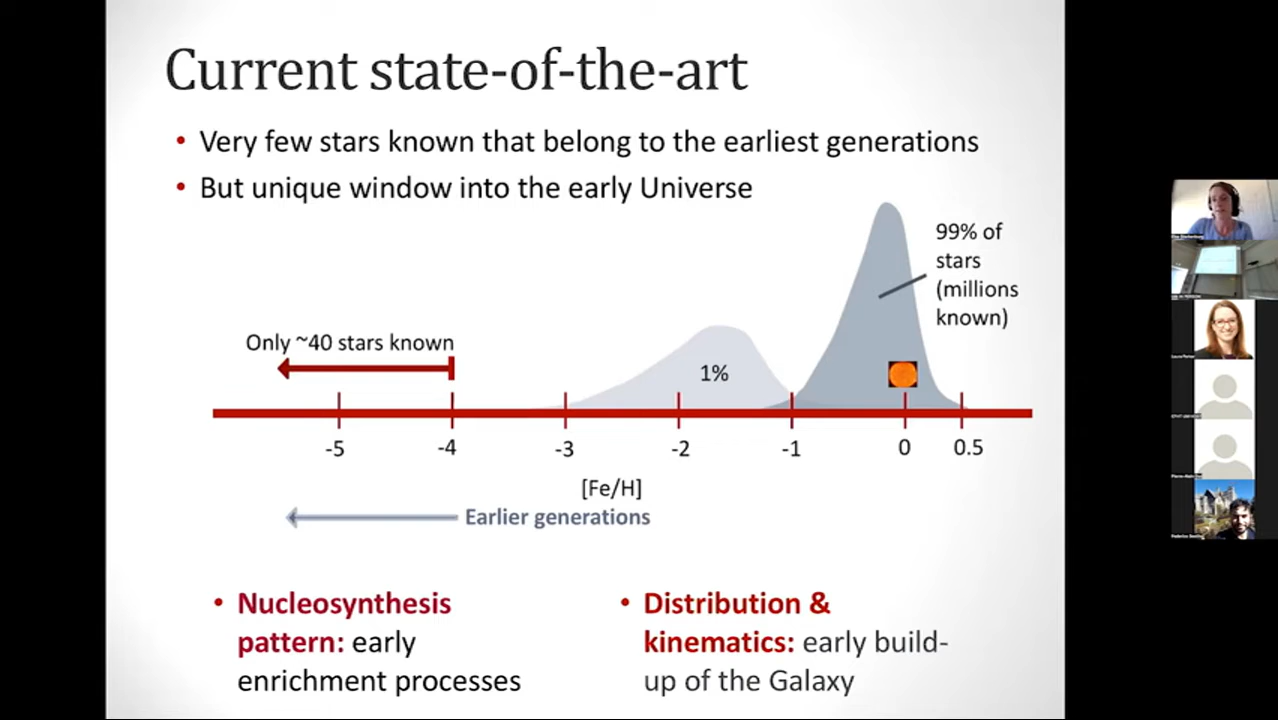 Current state-of-the-art
• Very few stars known that belong to the earliest generations
• But unique window into the early Universe
99% of
stars
(millions
known)
Only ~40 stars known
1%
-5 -4 -3 -2 -1 0 0.5
[Fe/H]
Earlier generations
• Nucleosynthesis
pattern: early
enrichment processes
• Distribution &
kinematics: early build-
up of the Galaxy